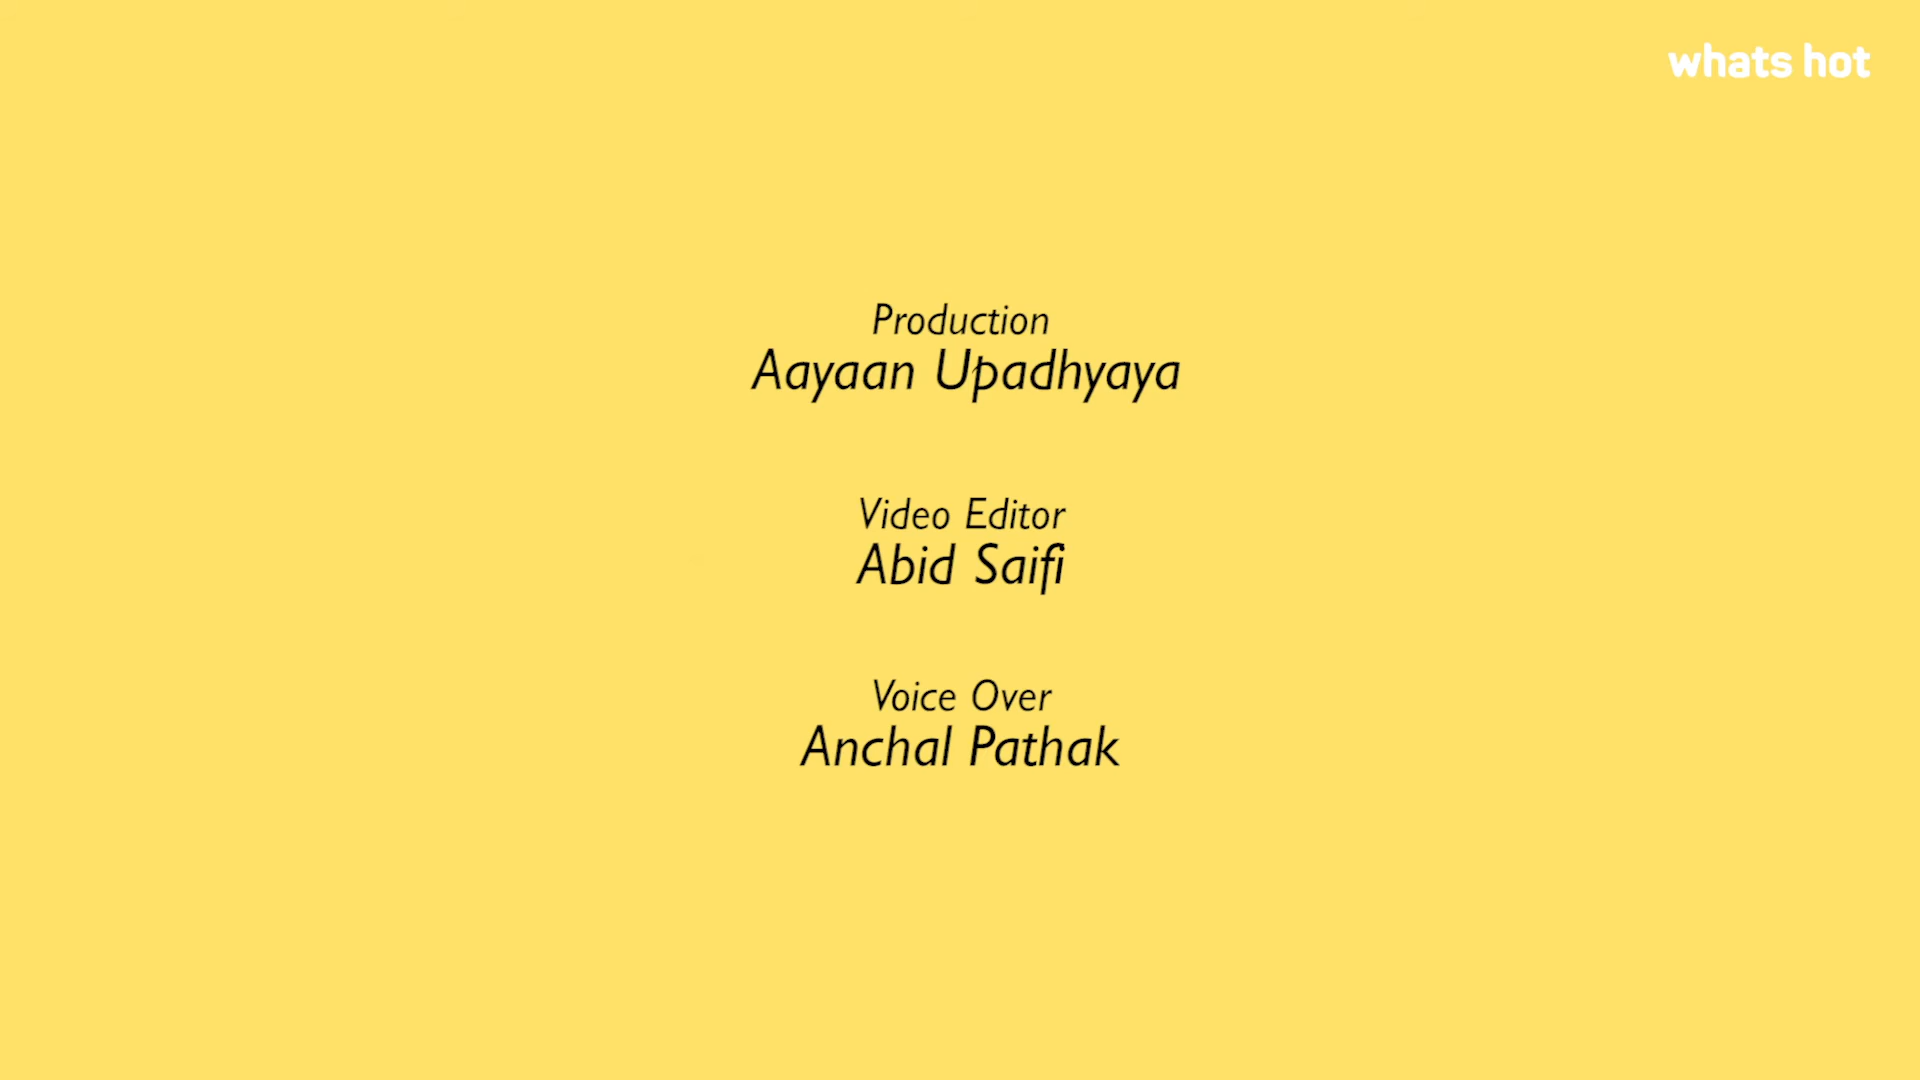 whats hot
Production
Aayaan Upadhyaya
Video Editor
Abid Saifi
Voice Over
Anchal Pathak